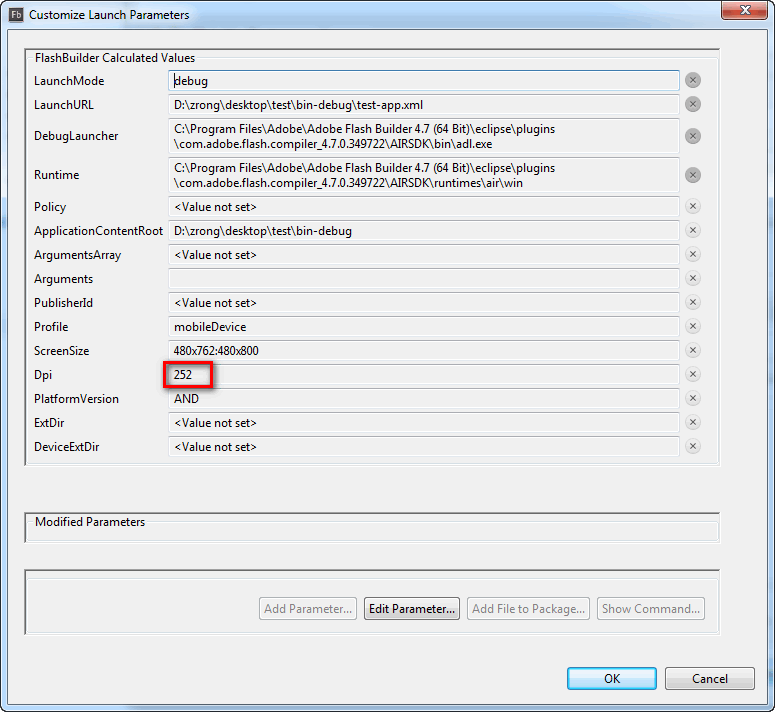 Fb Customize Launch Parameters
FlashBuilder Calculated Values
LaunchMode debug
LaunchURL D:\zrong\desktop\test\bin-debug\test-app.xml
DebugLauncher C:\Program Files\Adobe\Adobe Flash Builder 4.7 (64 Bit)\eclipse\plugins
\com.adobe.flash.compiler_4.7.0.349722\AIRSDK\bin\adl.exe
Runtime C:\Program Files\Adobe\Adobe Flash Builder 4.7 (64 Bit)\eclipse\plugins
\com.adobe.flash.compiler_4.7.0.349722\AIRSDK\runtimes\air\win
Policy <Value not set>
ApplicationContentRoot D:\zrong\desktop\test\bin-debug
ArgumentsArray <Value not set>
Arguments
PublisherId <Value not set>
Profile mobileDevice
ScreenSize 480x762:480x800
Dpi 252
PlatformVersion AND
ExtDir <Value not set>
DeviceExtDir <Value not set>
Modified Parameters
Add Parameter... Edit Parameter... Add File to Package... Show Command...
OK Cancel